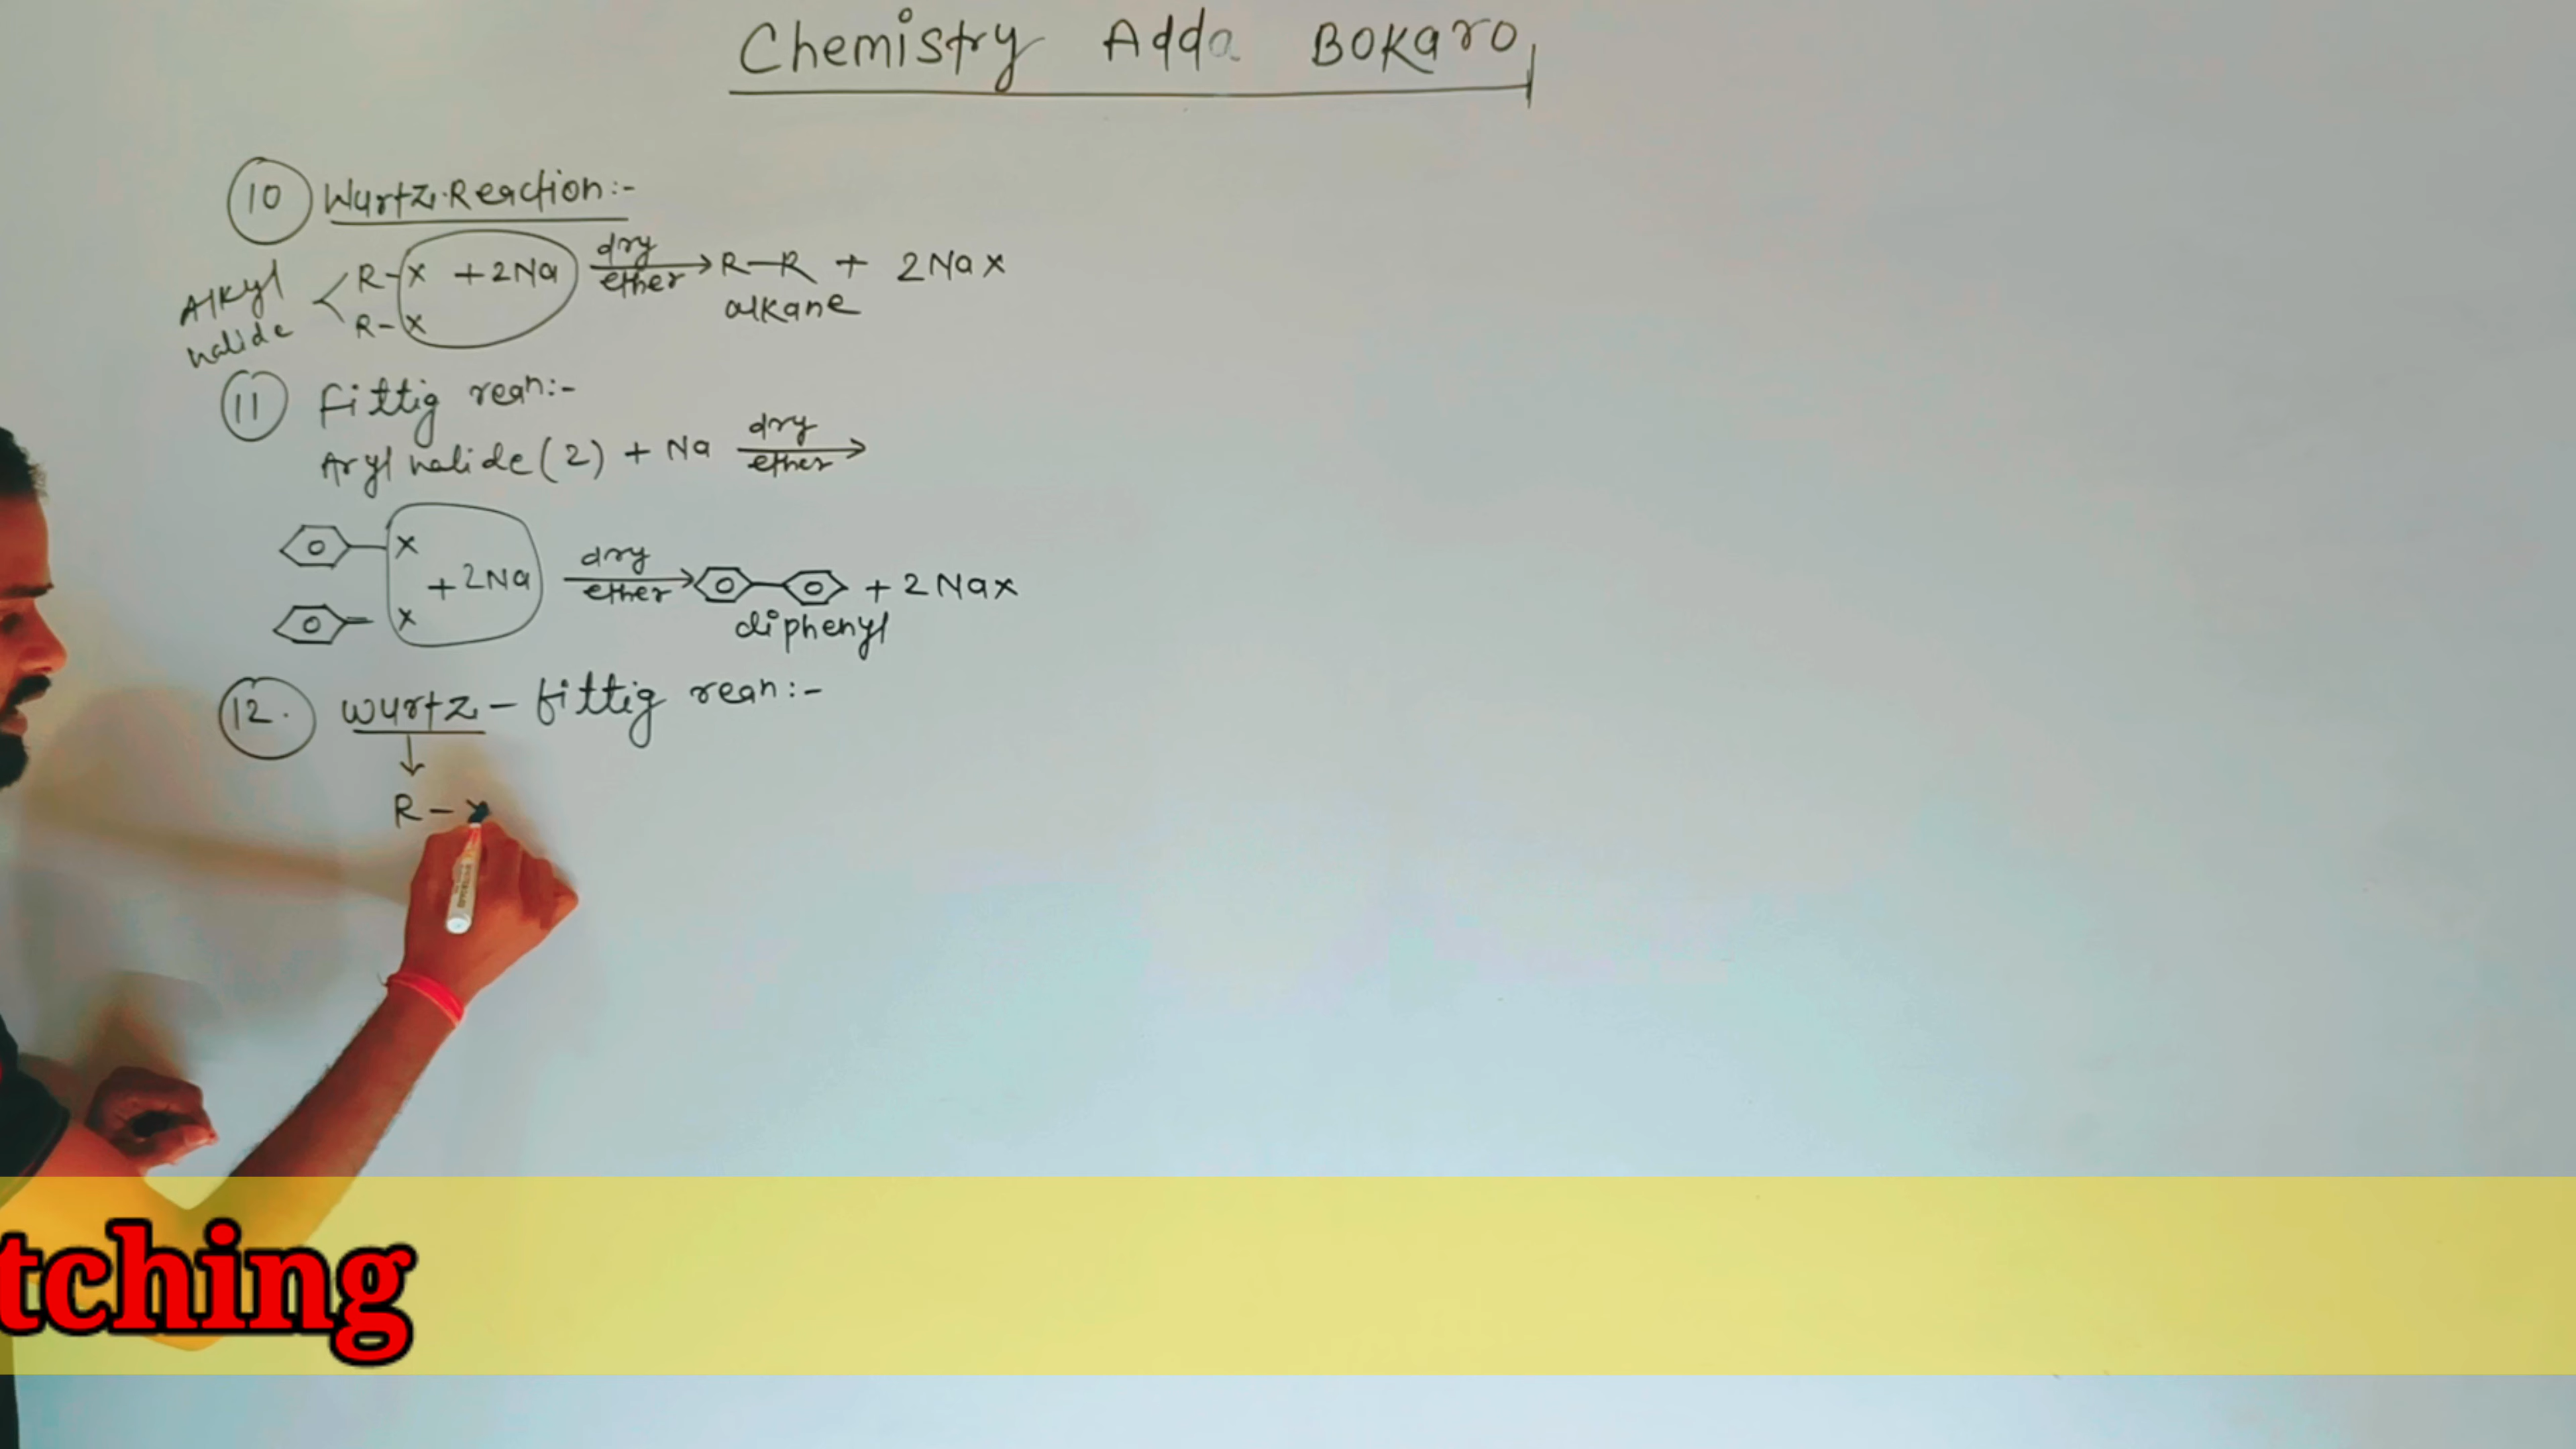 Chemistry Adda BOKaro
10 Wurtz Reaction:-
Alkyl halide
R-X + 2Na dry ether → R-R + 2Nax
R-X alkane
11 fittig rean:-
Aryl halide (2) + Na dry ether →
X
+ 2Na dry ether → + 2Nax
X diphenyl
12. wurtz - fittig rean:-
↓
R - X
tching